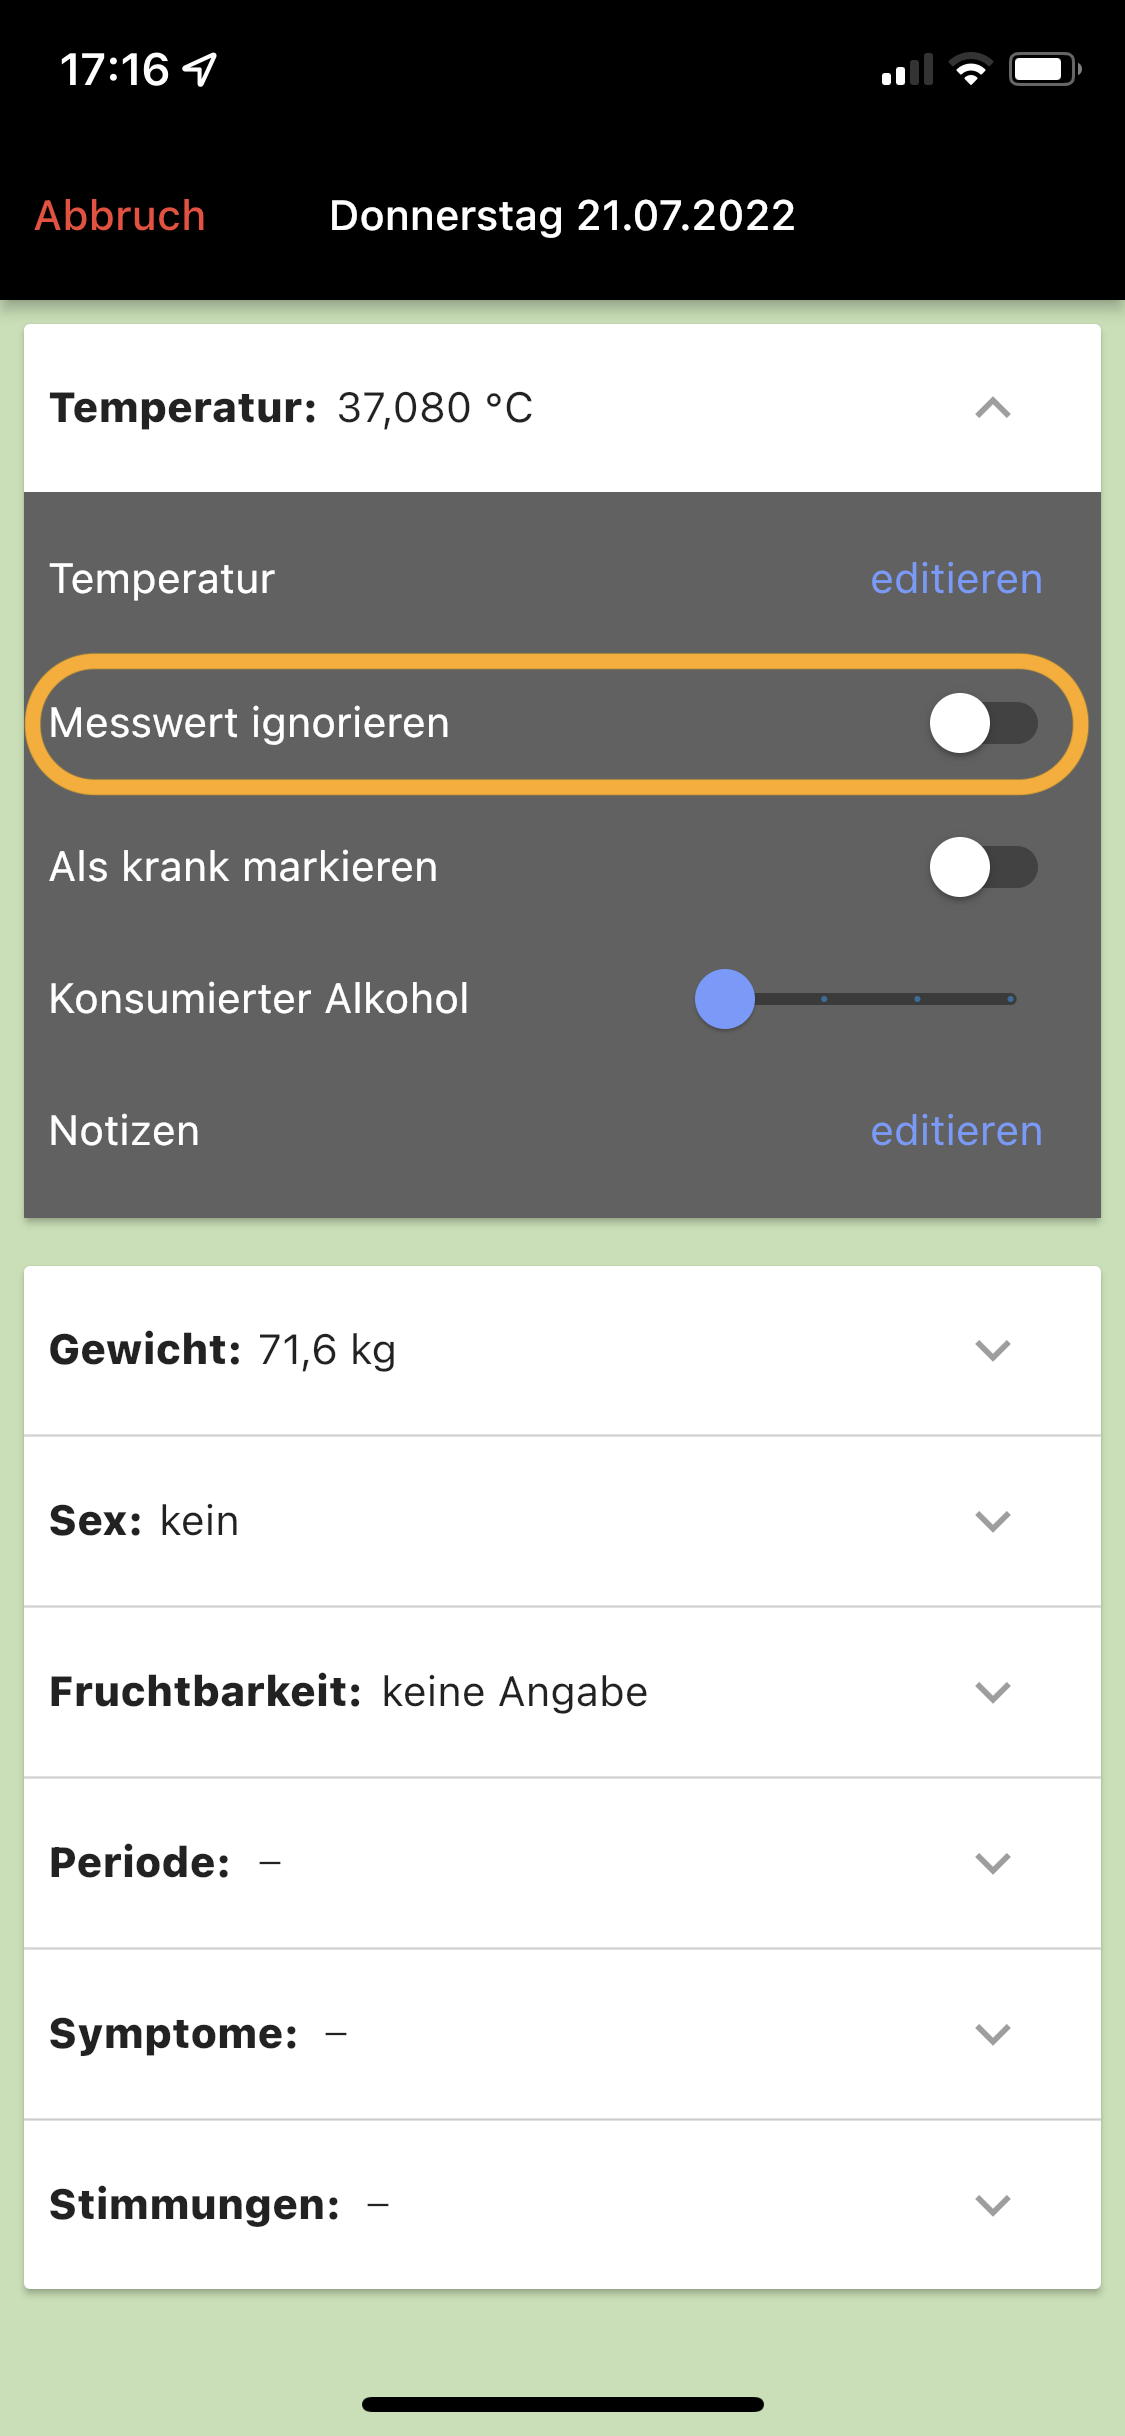 17:16
Abbruch
Donnerstag 21.07.2022
Temperatur: 37,080 °C
Temperatur editieren
Messwert ignorieren
Als krank markieren
Konsumierter Alkohol
Notizen editieren
Gewicht: 71,6 kg
Sex: kein
Fruchtbarkeit: keine Angabe
Periode: –
Symptome: –
Stimmungen: –